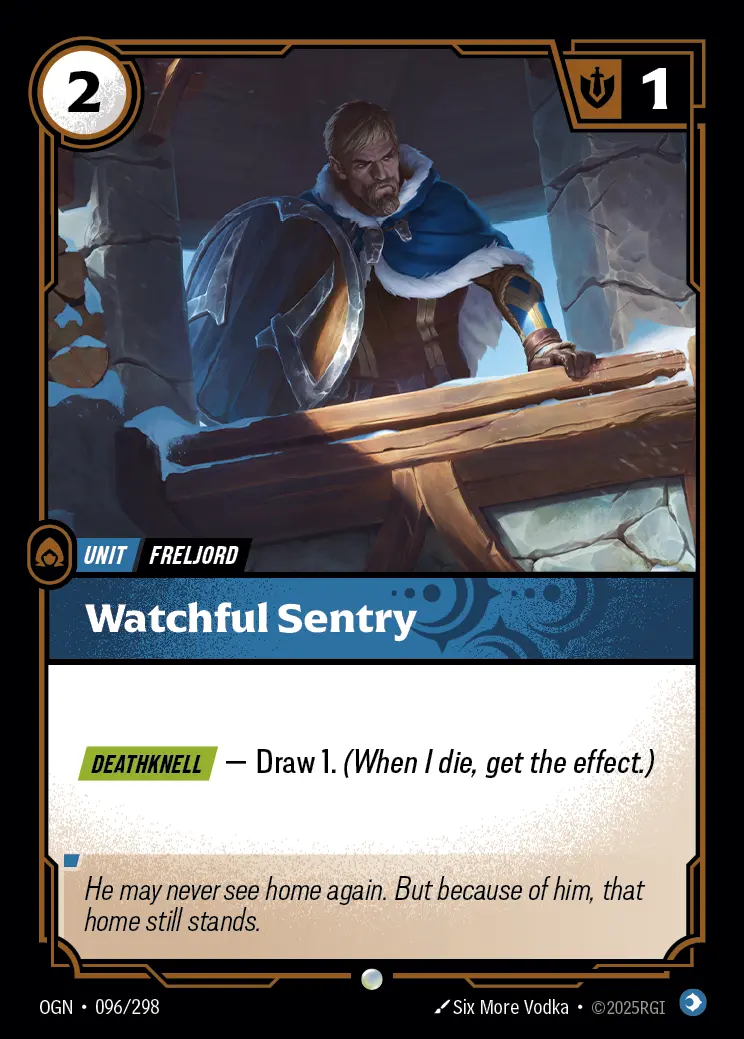 2
1
UNIT FRELJORD
Watchful Sentry
DEATHKNELL — Draw 1. (When I die, get the effect.)
He may never see home again. But because of him, that
home still stands.
OGN • 096/298
Six More Vodka • ©2025RGI